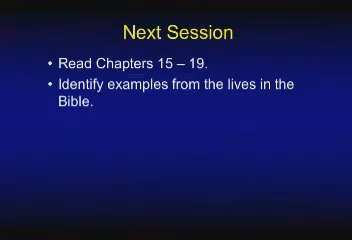 Next Session
• Read Chapters 15 – 19.
• Identify examples from the lives in the
Bible.